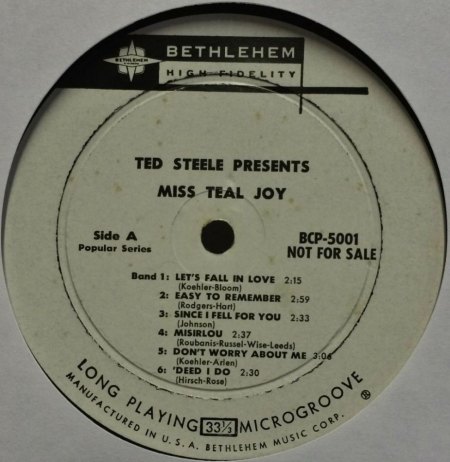 BETHLEHEM
BETHLEHEM
HIGH FIDELITY
TED STEELE PRESENTS
MISS TEAL JOY
Side A
Popular Series
BCP-5001
NOT FOR SALE
Band 1: LET'S FALL IN LOVE 2:15
(Koehler-Bloom)
2: EASY TO REMEMBER 2:59
(Rodgers-Hart)
3: SINCE I FELL FOR YOU 2:33
(Johnson)
4: MISIRLOU 2:37
(Roubanis-Russel-Wise-Leeds)
5: DON'T WORRY ABOUT ME 3:06
(Koehler-Arlen)
6: 'DEED I DO 2:30
(Hirsch-Rose)
LONG PLAYING 33⅓ MICROGROOVE ®
MANUFACTURED IN U.S.A. BETHLEHEM MUSIC CORP.